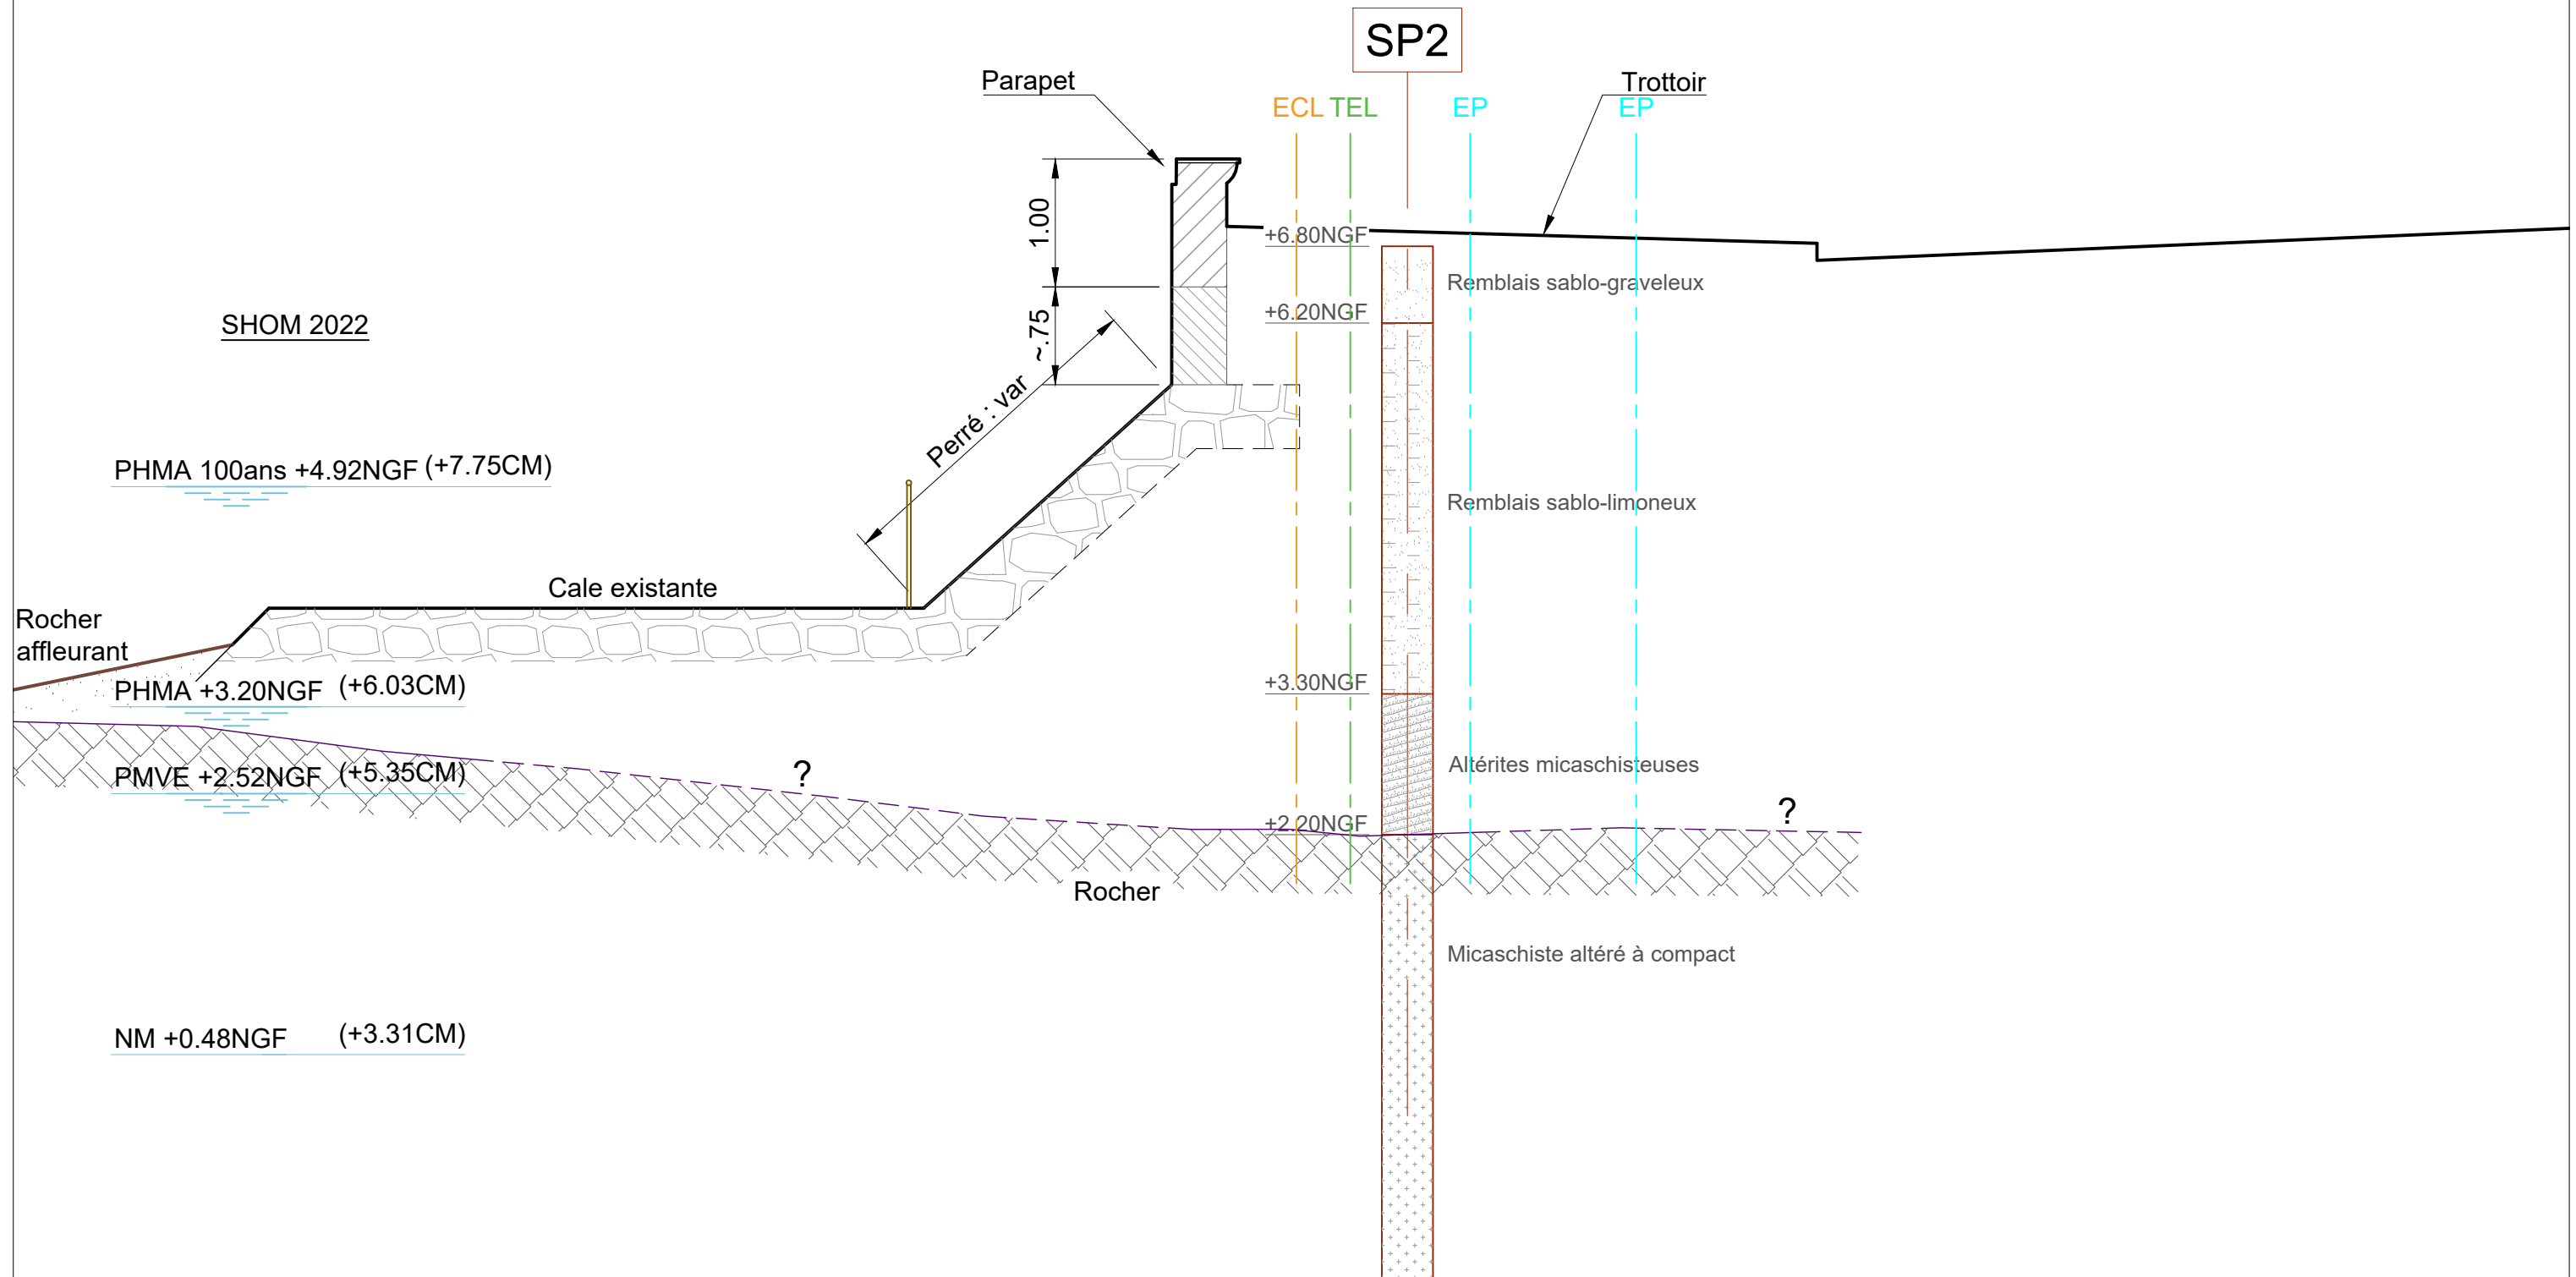 SP2
Parapet
Trottoir
ECL
TEL
EP
EP
1.00
+6.80NGF
Remblais sablo-graveleux
+6.20NGF
SHOM 2022
~.75
Perré : var
PHMA 100ans +4.92NGF (+7.75CM)
Remblais sablo-limoneux
Cale existante
Rocher
affleurant
PHMA +3.20NGF (+6.03CM)
+3.30NGF
PMVE +2.52NGF (+5.35CM)
?
Altérites micaschisteuses
+2.20NGF
?
Rocher
Micaschiste altéré à compact
NM +0.48NGF (+3.31CM)